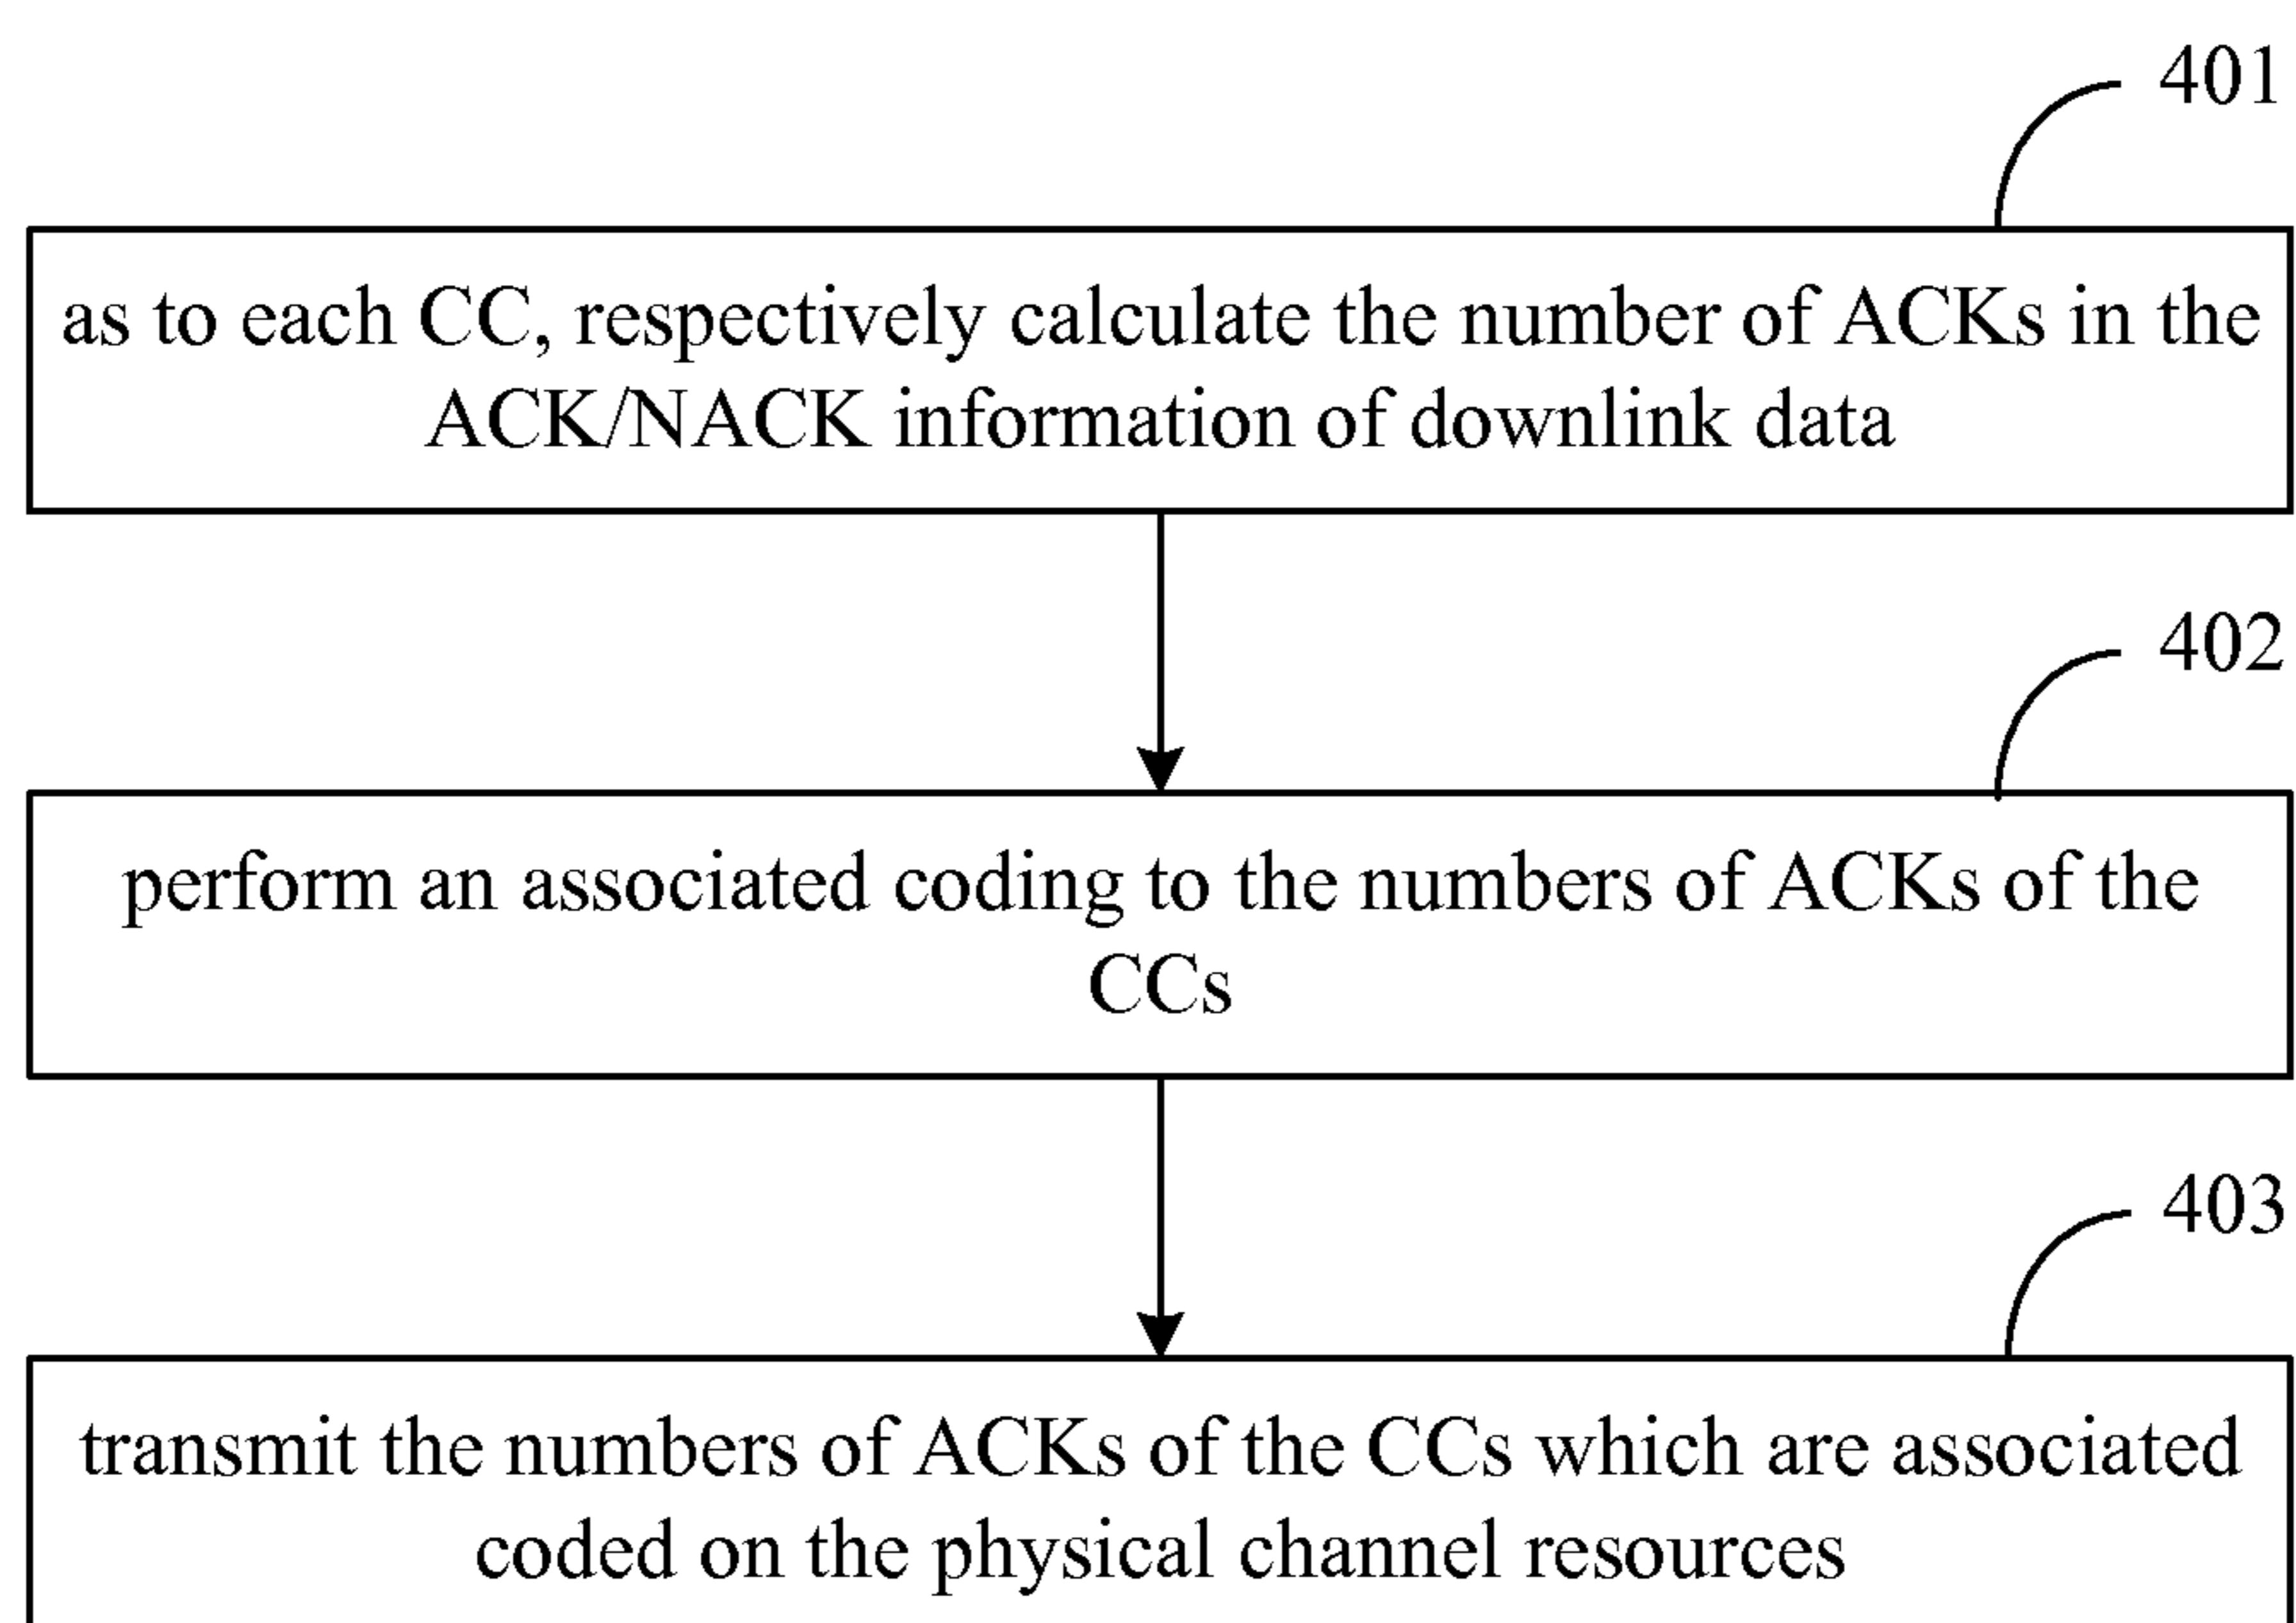 401
as to each CC, respectively calculate the number of ACKs in the
ACK/NACK information of downlink data
402
perform an associated coding to the numbers of ACKs of the
CCs
403
transmit the numbers of ACKs of the CCs which are associated
coded on the physical channel resources